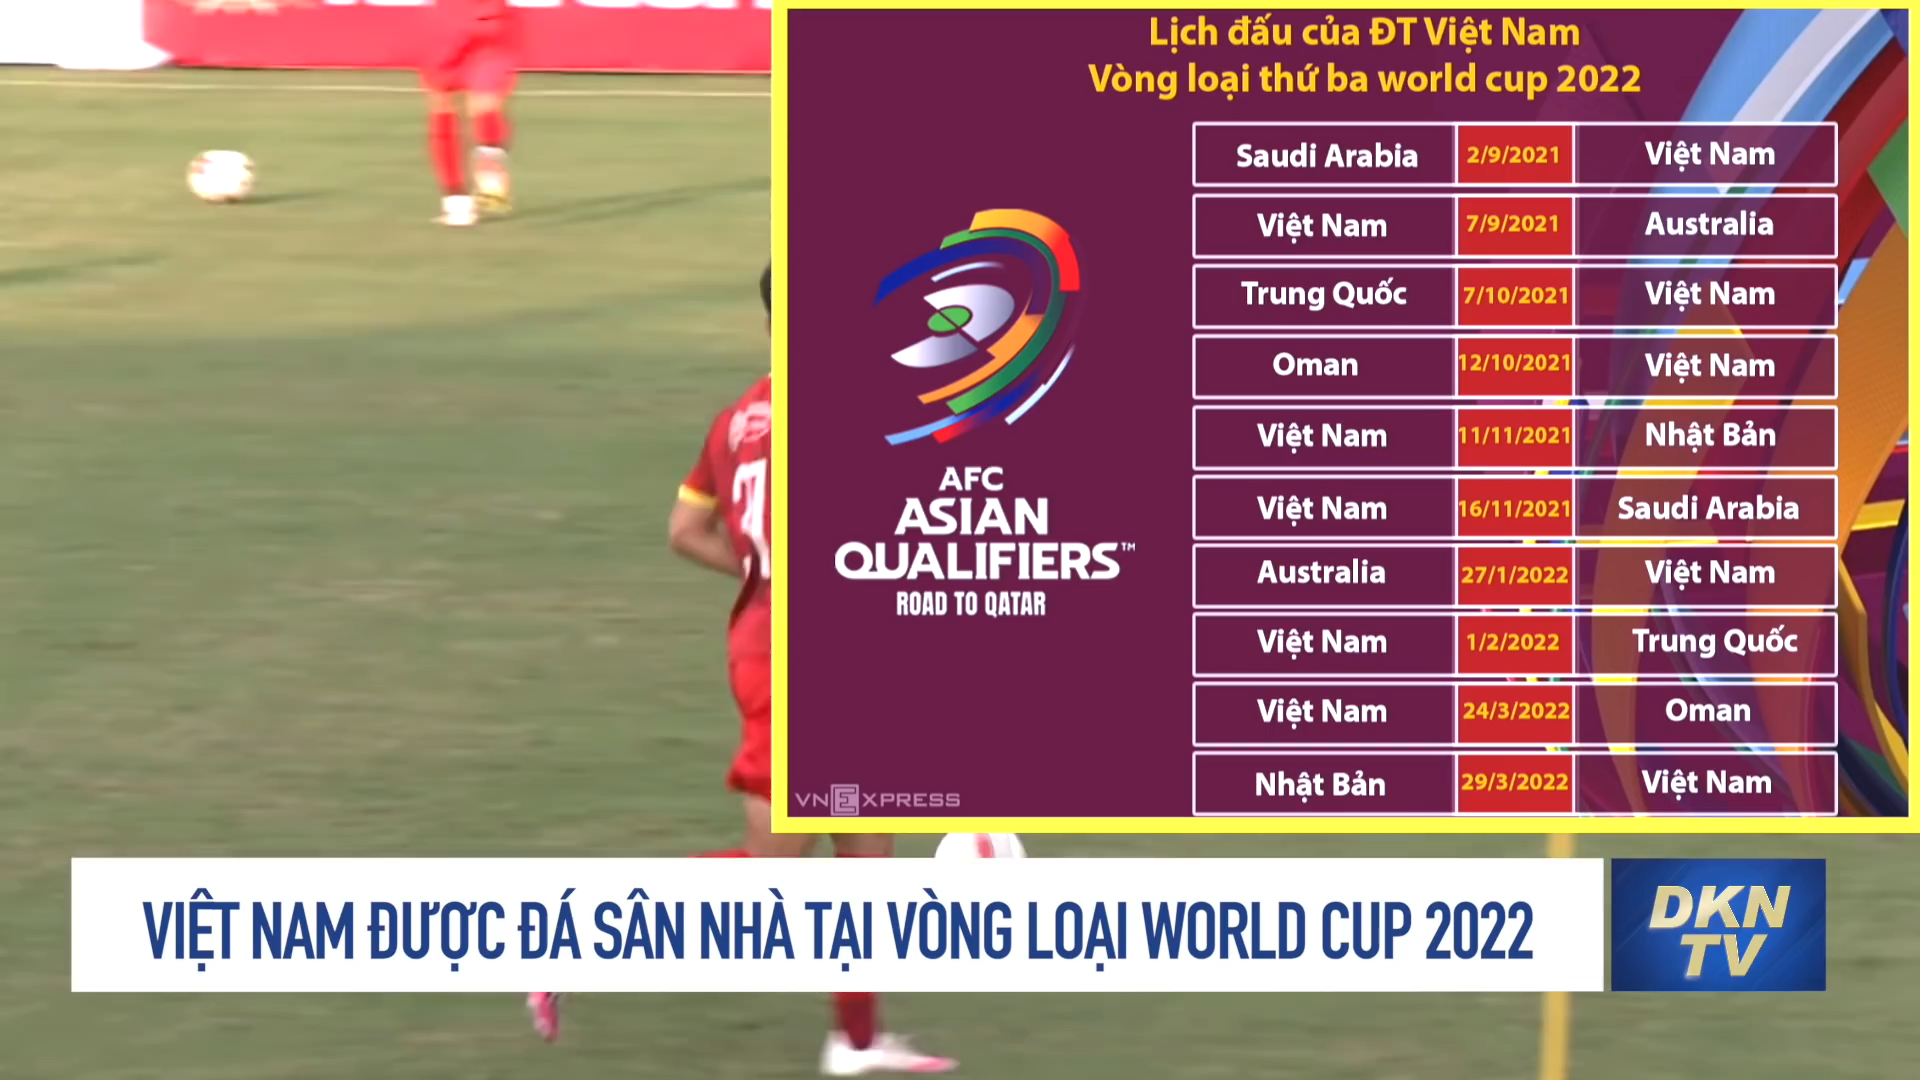 Lịch đấu của ĐT Việt Nam
Vòng loại thứ ba world cup 2022
Saudi Arabia 2/9/2021 Việt Nam
Việt Nam 7/9/2021 Australia
Trung Quốc 7/10/2021 Việt Nam
Oman 12/10/2021 Việt Nam
Việt Nam 11/11/2021 Nhật Bản
Việt Nam 16/11/2021 Saudi Arabia
Australia 27/1/2022 Việt Nam
Việt Nam 1/2/2022 Trung Quốc
Việt Nam 24/3/2022 Oman
Nhật Bản 29/3/2022 Việt Nam
AFC
ASIAN
QUALIFIERS™
ROAD TO QATAR
VNEXPRESS
VIỆT NAM ĐƯỢC ĐÁ SÂN NHÀ TẠI VÒNG LOẠI WORLD CUP 2022
DKN
TV